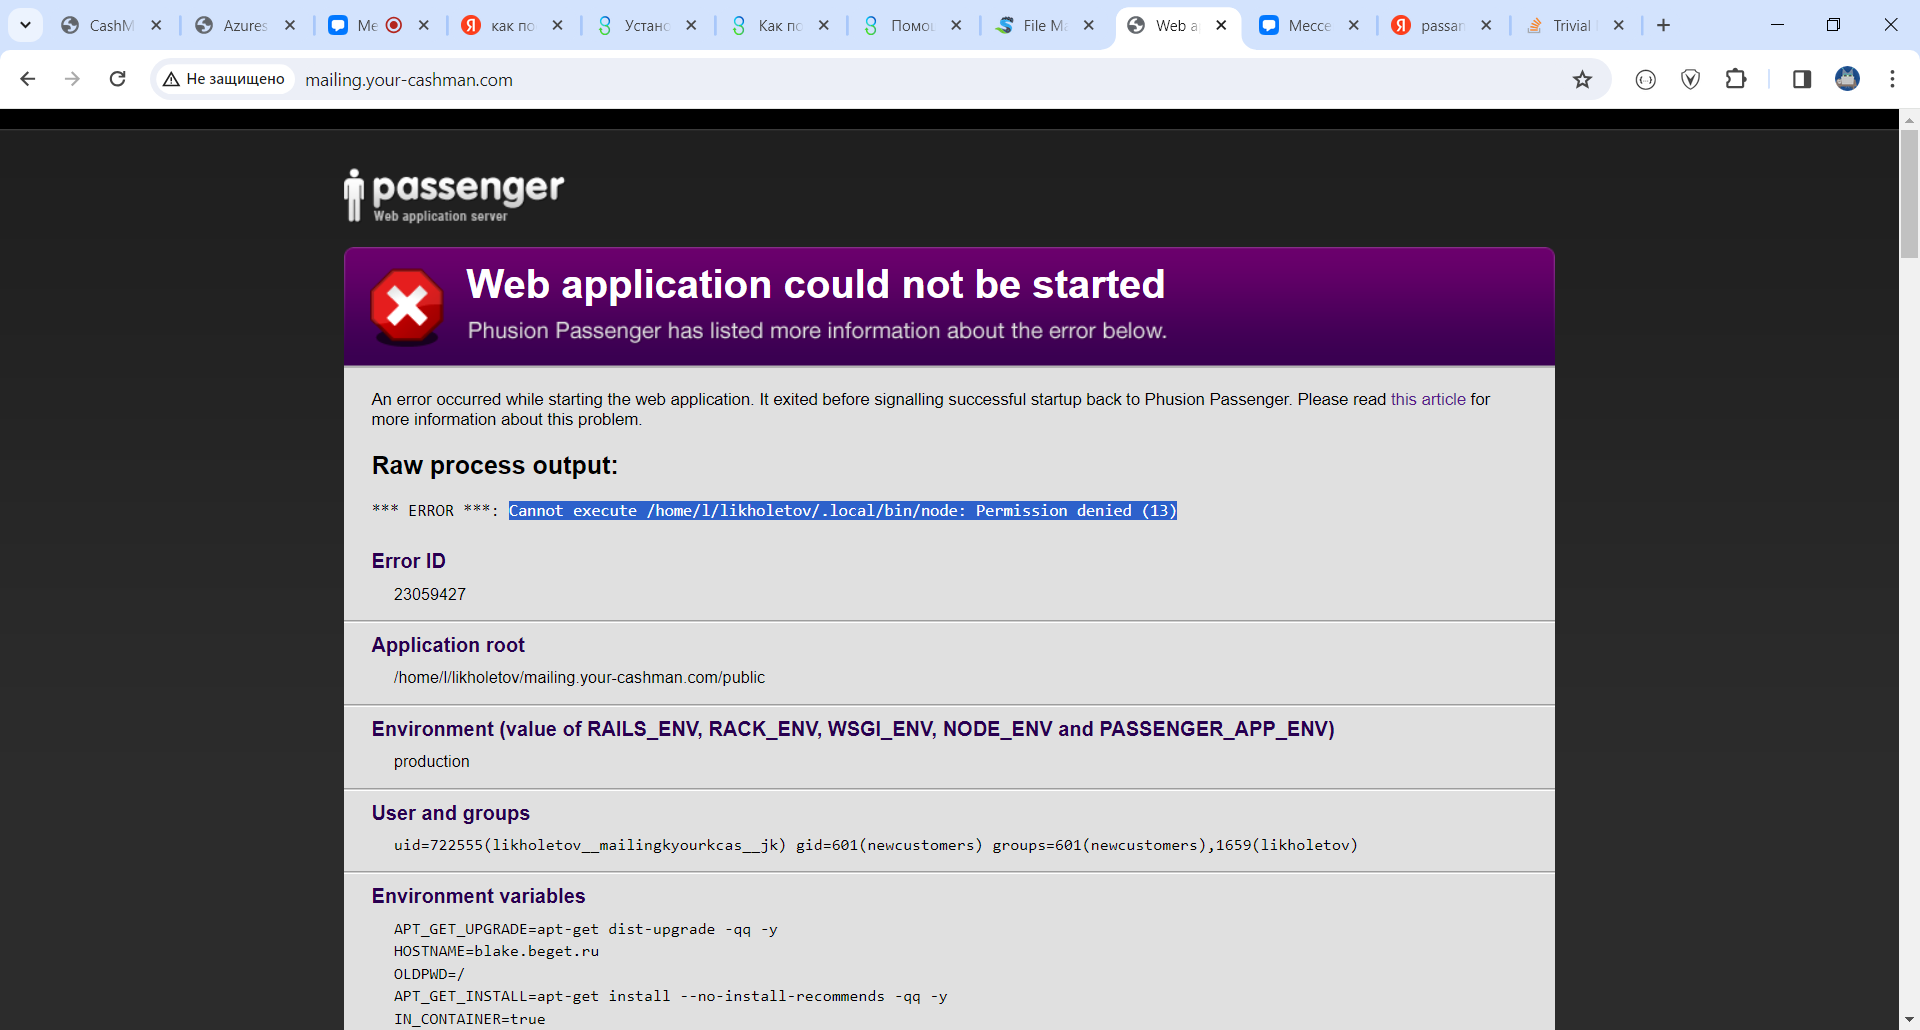 CashM
Azures
Ме
как по
Устано
Как по
Помощ
File Ma
Web a
Мессе
passan
Trivial
Не защищено
mailing.your-cashman.com
passenger
Web application server
Web application could not be started
Phusion Passenger has listed more information about the error below.
An error occurred while starting the web application. It exited before signalling successful startup back to Phusion Passenger. Please read this article for
more information about this problem.
Raw process output:
*** ERROR ***: Cannot execute /home/l/likholetov/.local/bin/node: Permission denied (13)
Error ID
23059427
Application root
/home/l/likholetov/mailing.your-cashman.com/public
Environment (value of RAILS_ENV, RACK_ENV, WSGI_ENV, NODE_ENV and PASSENGER_APP_ENV)
production
User and groups
uid=722555(likholetov__mailingkyourkcas__jk) gid=601(newcustomers) groups=601(newcustomers),1659(likholetov)
Environment variables
APT_GET_UPGRADE=apt-get dist-upgrade -qq -y
HOSTNAME=blake.beget.ru
OLDPWD=/
APT_GET_INSTALL=apt-get install --no-install-recommends -qq -y
IN_CONTAINER=true